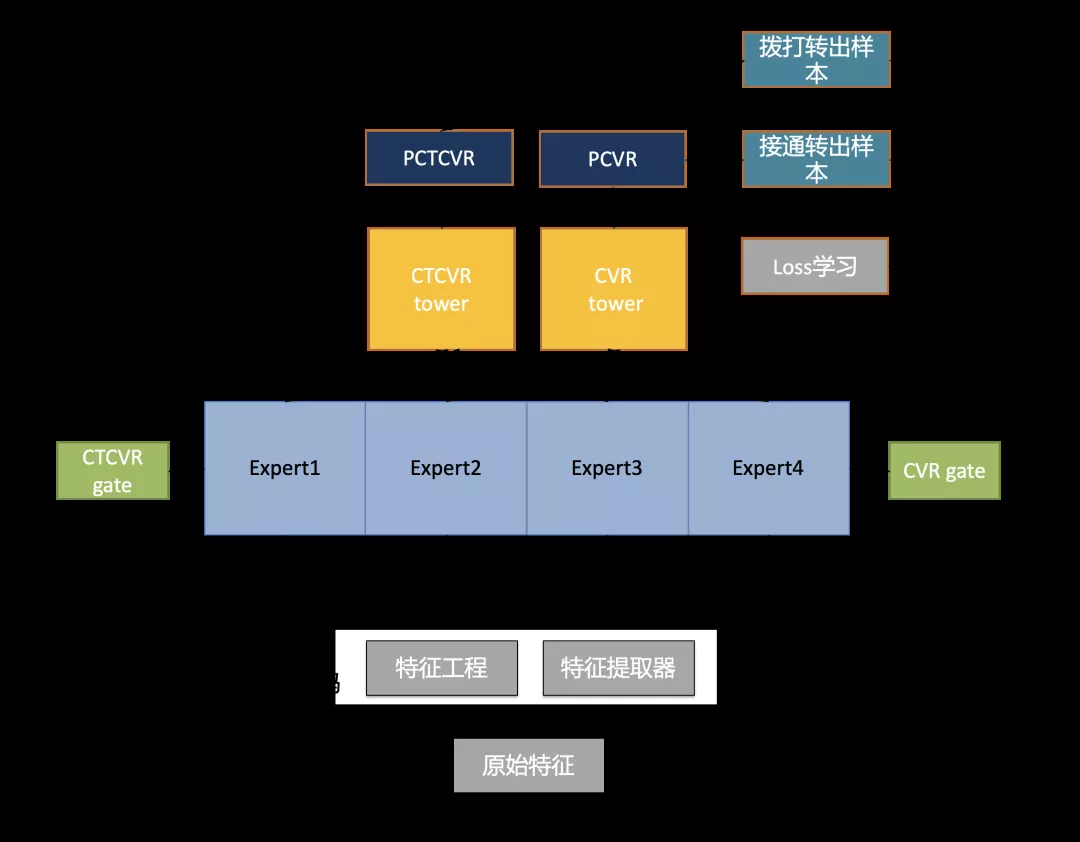 拨打转出样
本
PCTCVR
PCVR
接通转出样
本
CTCVR
tower
CVR
tower
Loss学习
CTCVR
gate
Expert1
Expert2
Expert3
Expert4
CVR gate
特征工程
特征提取器
原始特征